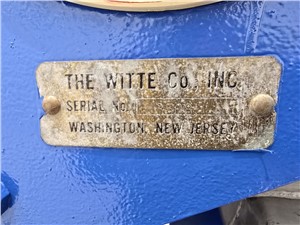 THE WITTE CO. INC.
SERIAL NO.
WASHINGTON, NEW JERSEY